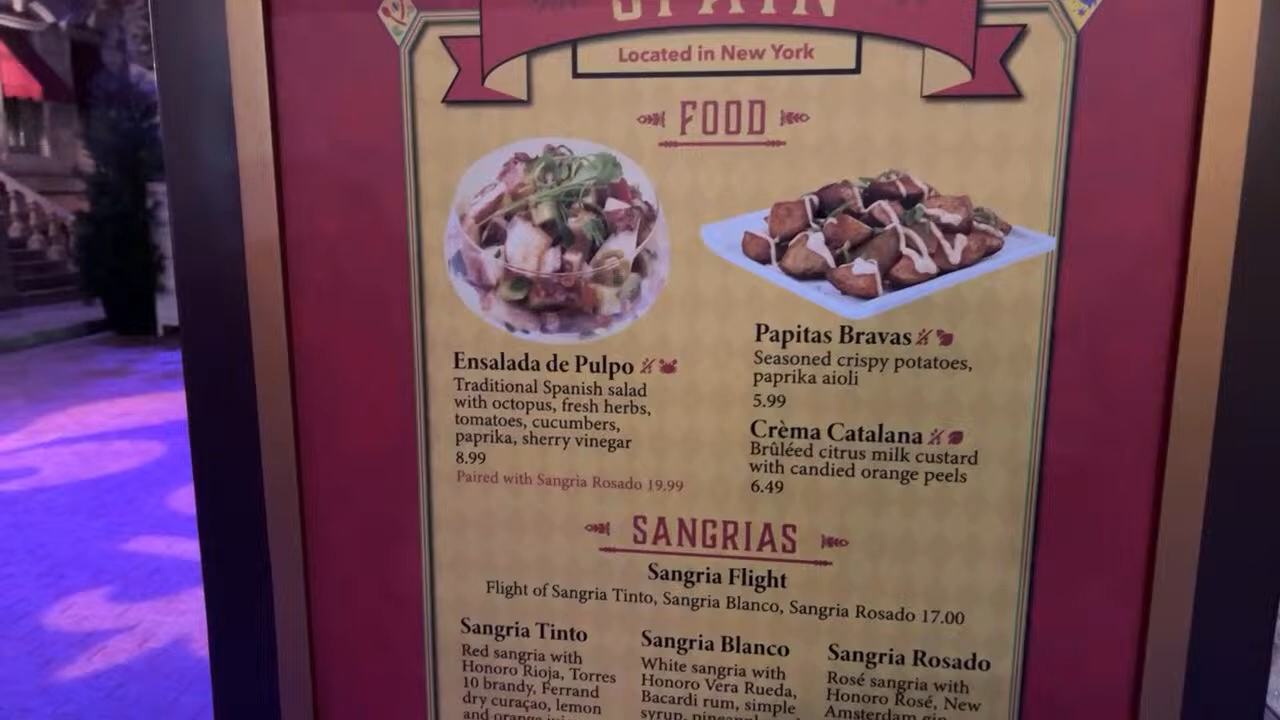 SPAIN
Located in New York
FOOD
Ensalada de Pulpo
Traditional Spanish salad
with octopus, fresh herbs,
tomatoes, cucumbers,
paprika, sherry vinegar
8.99
Paired with Sangria Rosado 19.99
Papitas Bravas
Seasoned crispy potatoes,
paprika aioli
5.99
Crèma Catalana
Brûléed citrus milk custard
with candied orange peels
6.49
SANGRIAS
Sangria Flight
Flight of Sangria Tinto, Sangria Blanco, Sangria Rosado 17.00
Sangria Tinto
Red sangria with
Honoro Rioja, Torres
10 brandy, Ferrand
dry curaçao, lemon
and orange
Sangria Blanco
White sangria with
Honoro Vera Rueda,
Bacardi rum, simple
syrup,
Sangria Rosado
Rosé sangria with
Honoro Rosé, New
Amsterdam gin